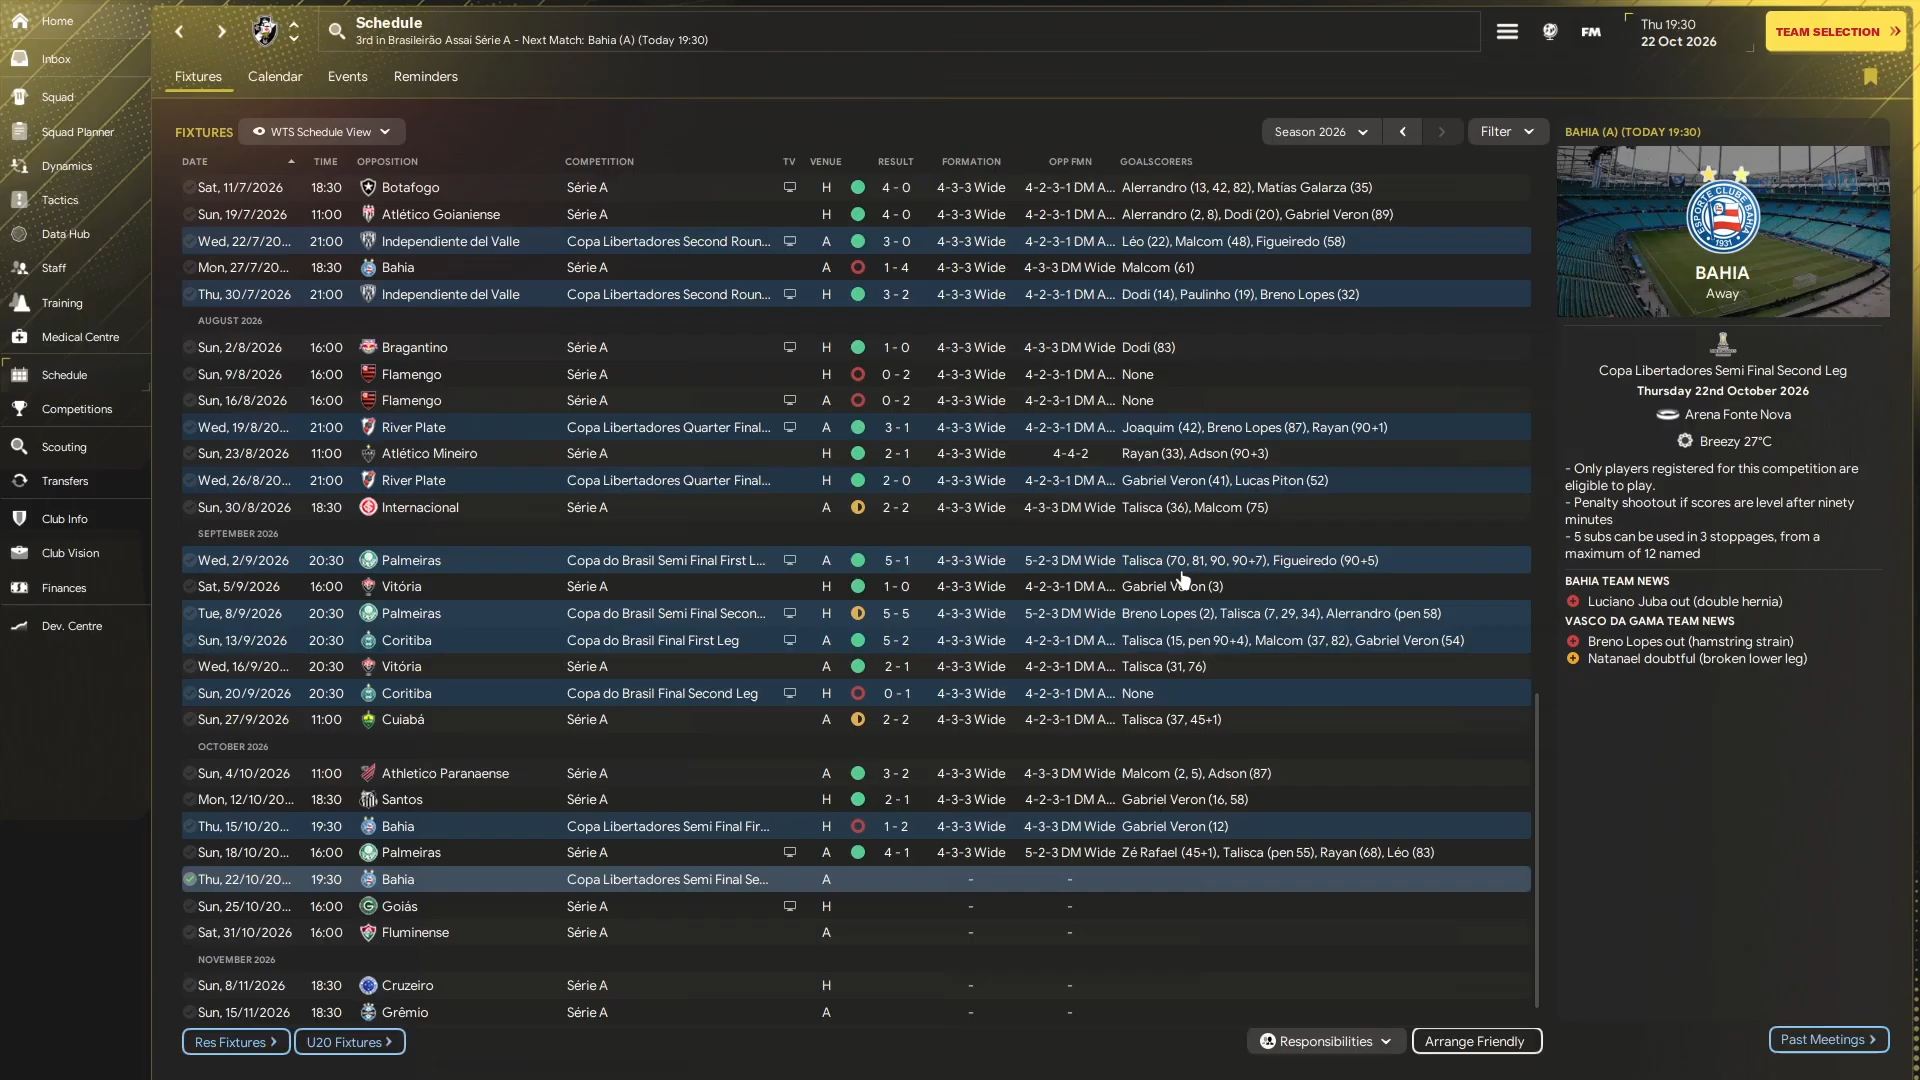 Home
Inbox
Squad
Squad Planner
Dynamics
Tactics
Data Hub
Staff
Training
Medical Centre
Schedule
Competitions
Scouting
Transfers
Club Info
Club Vision
Finances
Dev. Centre
Schedule
3rd in Brasileirão Assaí Série A - Next Match: Bahia (A) (Today 19:30)
FM
Thu 19:30
22 Oct 2026
TEAM SELECTION
Fixtures Calendar Events Reminders
FIXTURES WTS Schedule View Season 2026 Filter
DATE TIME OPPOSITION COMPETITION TV VENUE RESULT FORMATION OPP FMN GOALSCORERS
Sat, 11/7/2026 18:30 Botafogo Série A H 4 - 0 4-3-3 Wide 4-2-3-1 DM A... Alerrandro (13, 42, 82), Matías Galarza (35)
Sun, 19/7/2026 11:00 Atlético Goianiense Série A H 4 - 0 4-3-3 Wide 4-2-3-1 DM A... Alerrandro (2, 8), Dodi (20), Gabriel Veron (89)
Wed, 22/7/20... 21:00 Independiente del Valle Copa Libertadores Second Roun... A 3 - 0 4-3-3 Wide 4-2-3-1 DM A... Léo (22), Malcom (48), Figueiredo (58)
Mon, 27/7/20... 18:30 Bahia Série A A 1 - 4 4-3-3 Wide 4-3-3 DM Wide Malcom (61)
Thu, 30/7/2026 21:00 Independiente del Valle Copa Libertadores Second Roun... H 3 - 2 4-3-3 Wide 4-2-3-1 DM A... Dodi (14), Paulinho (19), Breno Lopes (32)
AUGUST 2026
Sun, 2/8/2026 16:00 Bragantino Série A H 1 - 0 4-3-3 Wide 4-3-3 DM Wide Dodi (83)
Sun, 9/8/2026 16:00 Flamengo Série A H 0 - 2 4-3-3 Wide 4-2-3-1 DM A... None
Sun, 16/8/2026 16:00 Flamengo Série A A 0 - 2 4-3-3 Wide 4-2-3-1 DM A... None
Wed, 19/8/20... 21:00 River Plate Copa Libertadores Quarter Final... A 3 - 1 4-3-3 Wide 4-2-3-1 DM A... Joaquim (42), Breno Lopes (87), Rayan (90+1)
Sun, 23/8/2026 11:00 Atlético Mineiro Série A H 2 - 1 4-3-3 Wide 4-4-2 Rayan (33), Adson (90+3)
Wed, 26/8/20... 21:00 River Plate Copa Libertadores Quarter Final... H 2 - 0 4-3-3 Wide 4-2-3-1 DM A... Gabriel Veron (41), Lucas Piton (52)
Sun, 30/8/2026 18:30 Internacional Série A A 2 - 2 4-3-3 Wide 4-3-3 DM Wide Talisca (36), Malcom (75)
SEPTEMBER 2026
Wed, 2/9/2026 20:30 Palmeiras Copa do Brasil Semi Final First L... A 5 - 1 4-3-3 Wide 5-2-3 DM Wide Talisca (70, 81, 90, 90+7), Figueiredo (90+5)
Sat, 5/9/2026 16:00 Vitória Série A H 1 - 0 4-3-3 Wide 4-2-3-1 DM A... Gabriel Veron (3)
Tue, 8/9/2026 20:30 Palmeiras Copa do Brasil Semi Final Secon... H 5 - 5 4-3-3 Wide 5-2-3 DM Wide Breno Lopes (2), Talisca (7, 29, 34), Alerrandro (pen 58)
Sun, 13/9/2026 20:30 Coritiba Copa do Brasil Final First Leg A 5 - 2 4-3-3 Wide 4-2-3-1 DM A... Talisca (15, pen 90+4), Malcom (37, 82), Gabriel Veron (54)
Wed, 16/9/20... 20:30 Vitória Série A A 2 - 1 4-3-3 Wide 4-2-3-1 DM A... Talisca (31, 76)
Sun, 20/9/2026 20:30 Coritiba Copa do Brasil Final Second Leg H 0 - 1 4-3-3 Wide 4-2-3-1 DM A... None
Sun, 27/9/2026 11:00 Cuiabá Série A A 2 - 2 4-3-3 Wide 4-2-3-1 DM A... Talisca (37, 45+1)
OCTOBER 2026
Sun, 4/10/2026 11:00 Athletico Paranaense Série A A 3 - 2 4-3-3 Wide 4-3-3 DM Wide Malcom (2, 5), Adson (87)
Mon, 12/10/20... 18:30 Santos Série A H 2 - 1 4-3-3 Wide 4-2-3-1 DM A... Gabriel Veron (16, 58)
Thu, 15/10/20... 19:30 Bahia Copa Libertadores Semi Final Fir... H 1 - 2 4-3-3 Wide 4-3-3 DM Wide Gabriel Veron (12)
Sun, 18/10/20... 16:00 Palmeiras Série A A 4 - 1 4-3-3 Wide 5-2-3 DM Wide Zé Rafael (45+1), Talisca (pen 55), Rayan (68), Léo (83)
Thu, 22/10/20... 19:30 Bahia Copa Libertadores Semi Final Se... A - -
Sun, 25/10/20... 16:00 Goiás Série A H - -
Sat, 31/10/2026 16:00 Fluminense Série A A - -
NOVEMBER 2026
Sun, 8/11/2026 18:30 Cruzeiro Série A H - -
Sun, 15/11/2026 18:30 Grêmio Série A A - -
Res Fixtures U20 Fixtures Responsibilities Arrange Friendly
BAHIA (A) (TODAY 19:30)
ESPORTE CLUBE BAHIA
1931
BAHIA
Away
Copa Libertadores Semi Final Second Leg
Thursday 22nd October 2026
Arena Fonte Nova
Breezy 27°C
- Only players registered for this competition are
eligible to play.
- Penalty shootout if scores are level after ninety
minutes
- 5 subs can be used in 3 stoppages, from a
maximum of 12 named
BAHIA TEAM NEWS
Luciano Juba out (double hernia)
VASCO DA GAMA TEAM NEWS
Breno Lopes out (hamstring strain)
Natanael doubtful (broken lower leg)
Past Meetings